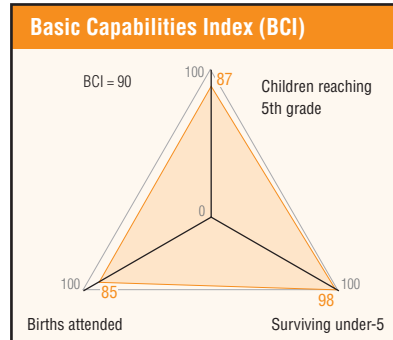 Basic Capabilities Index (BCI)
BCI = 90
100
87
Children reaching
5th grade
0
100
85
100
98
Births attended
Surviving under-5